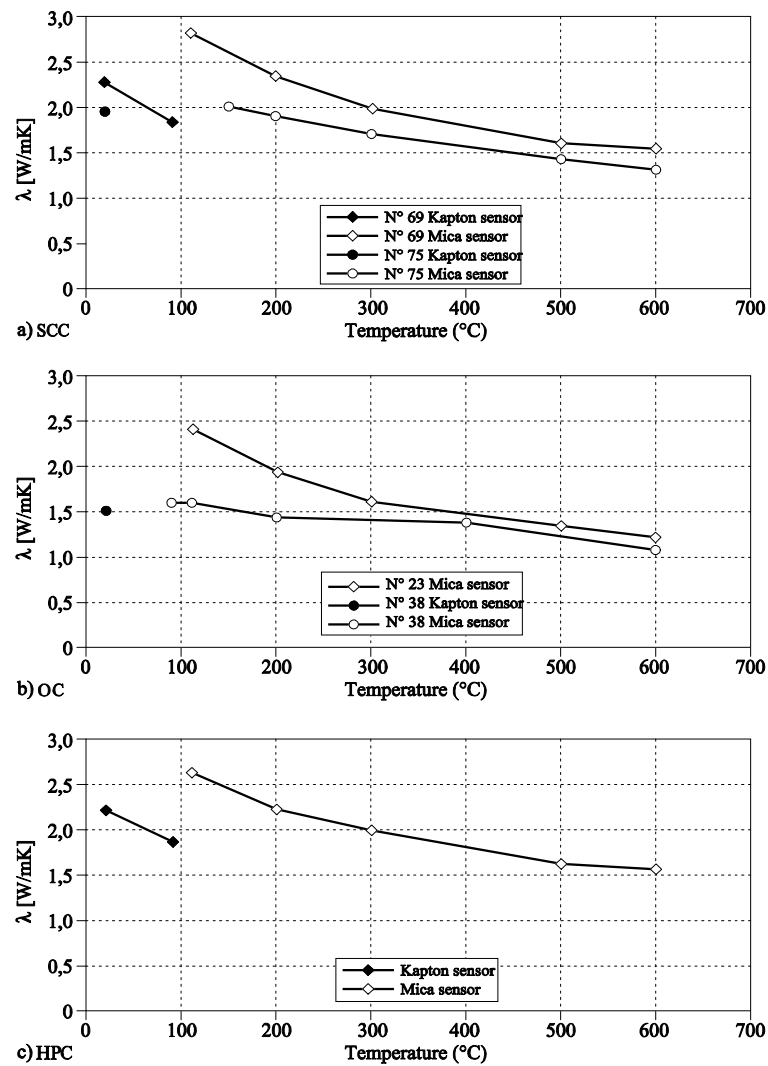 3,0
2,5
2,0
1,5
1,0
0,5
0
λ [W/mK]
N° 69 Kapton sensor
N° 69 Mica sensor
N° 75 Kapton sensor
N° 75 Mica sensor
0 100 200 300 400 500 600 700
a) SCC Temperature (°C)
3,0
2,5
2,0
1,5
1,0
0,5
0
λ [W/mK]
N° 23 Mica sensor
N° 38 Kapton sensor
N° 38 Mica sensor
0 100 200 300 400 500 600 700
b) OC Temperature (°C)
3,0
2,5
2,0
1,5
1,0
0,5
0
λ [W/mK]
Kapton sensor
Mica sensor
0 100 200 300 400 500 600 700
c) HPC Temperature (°C)